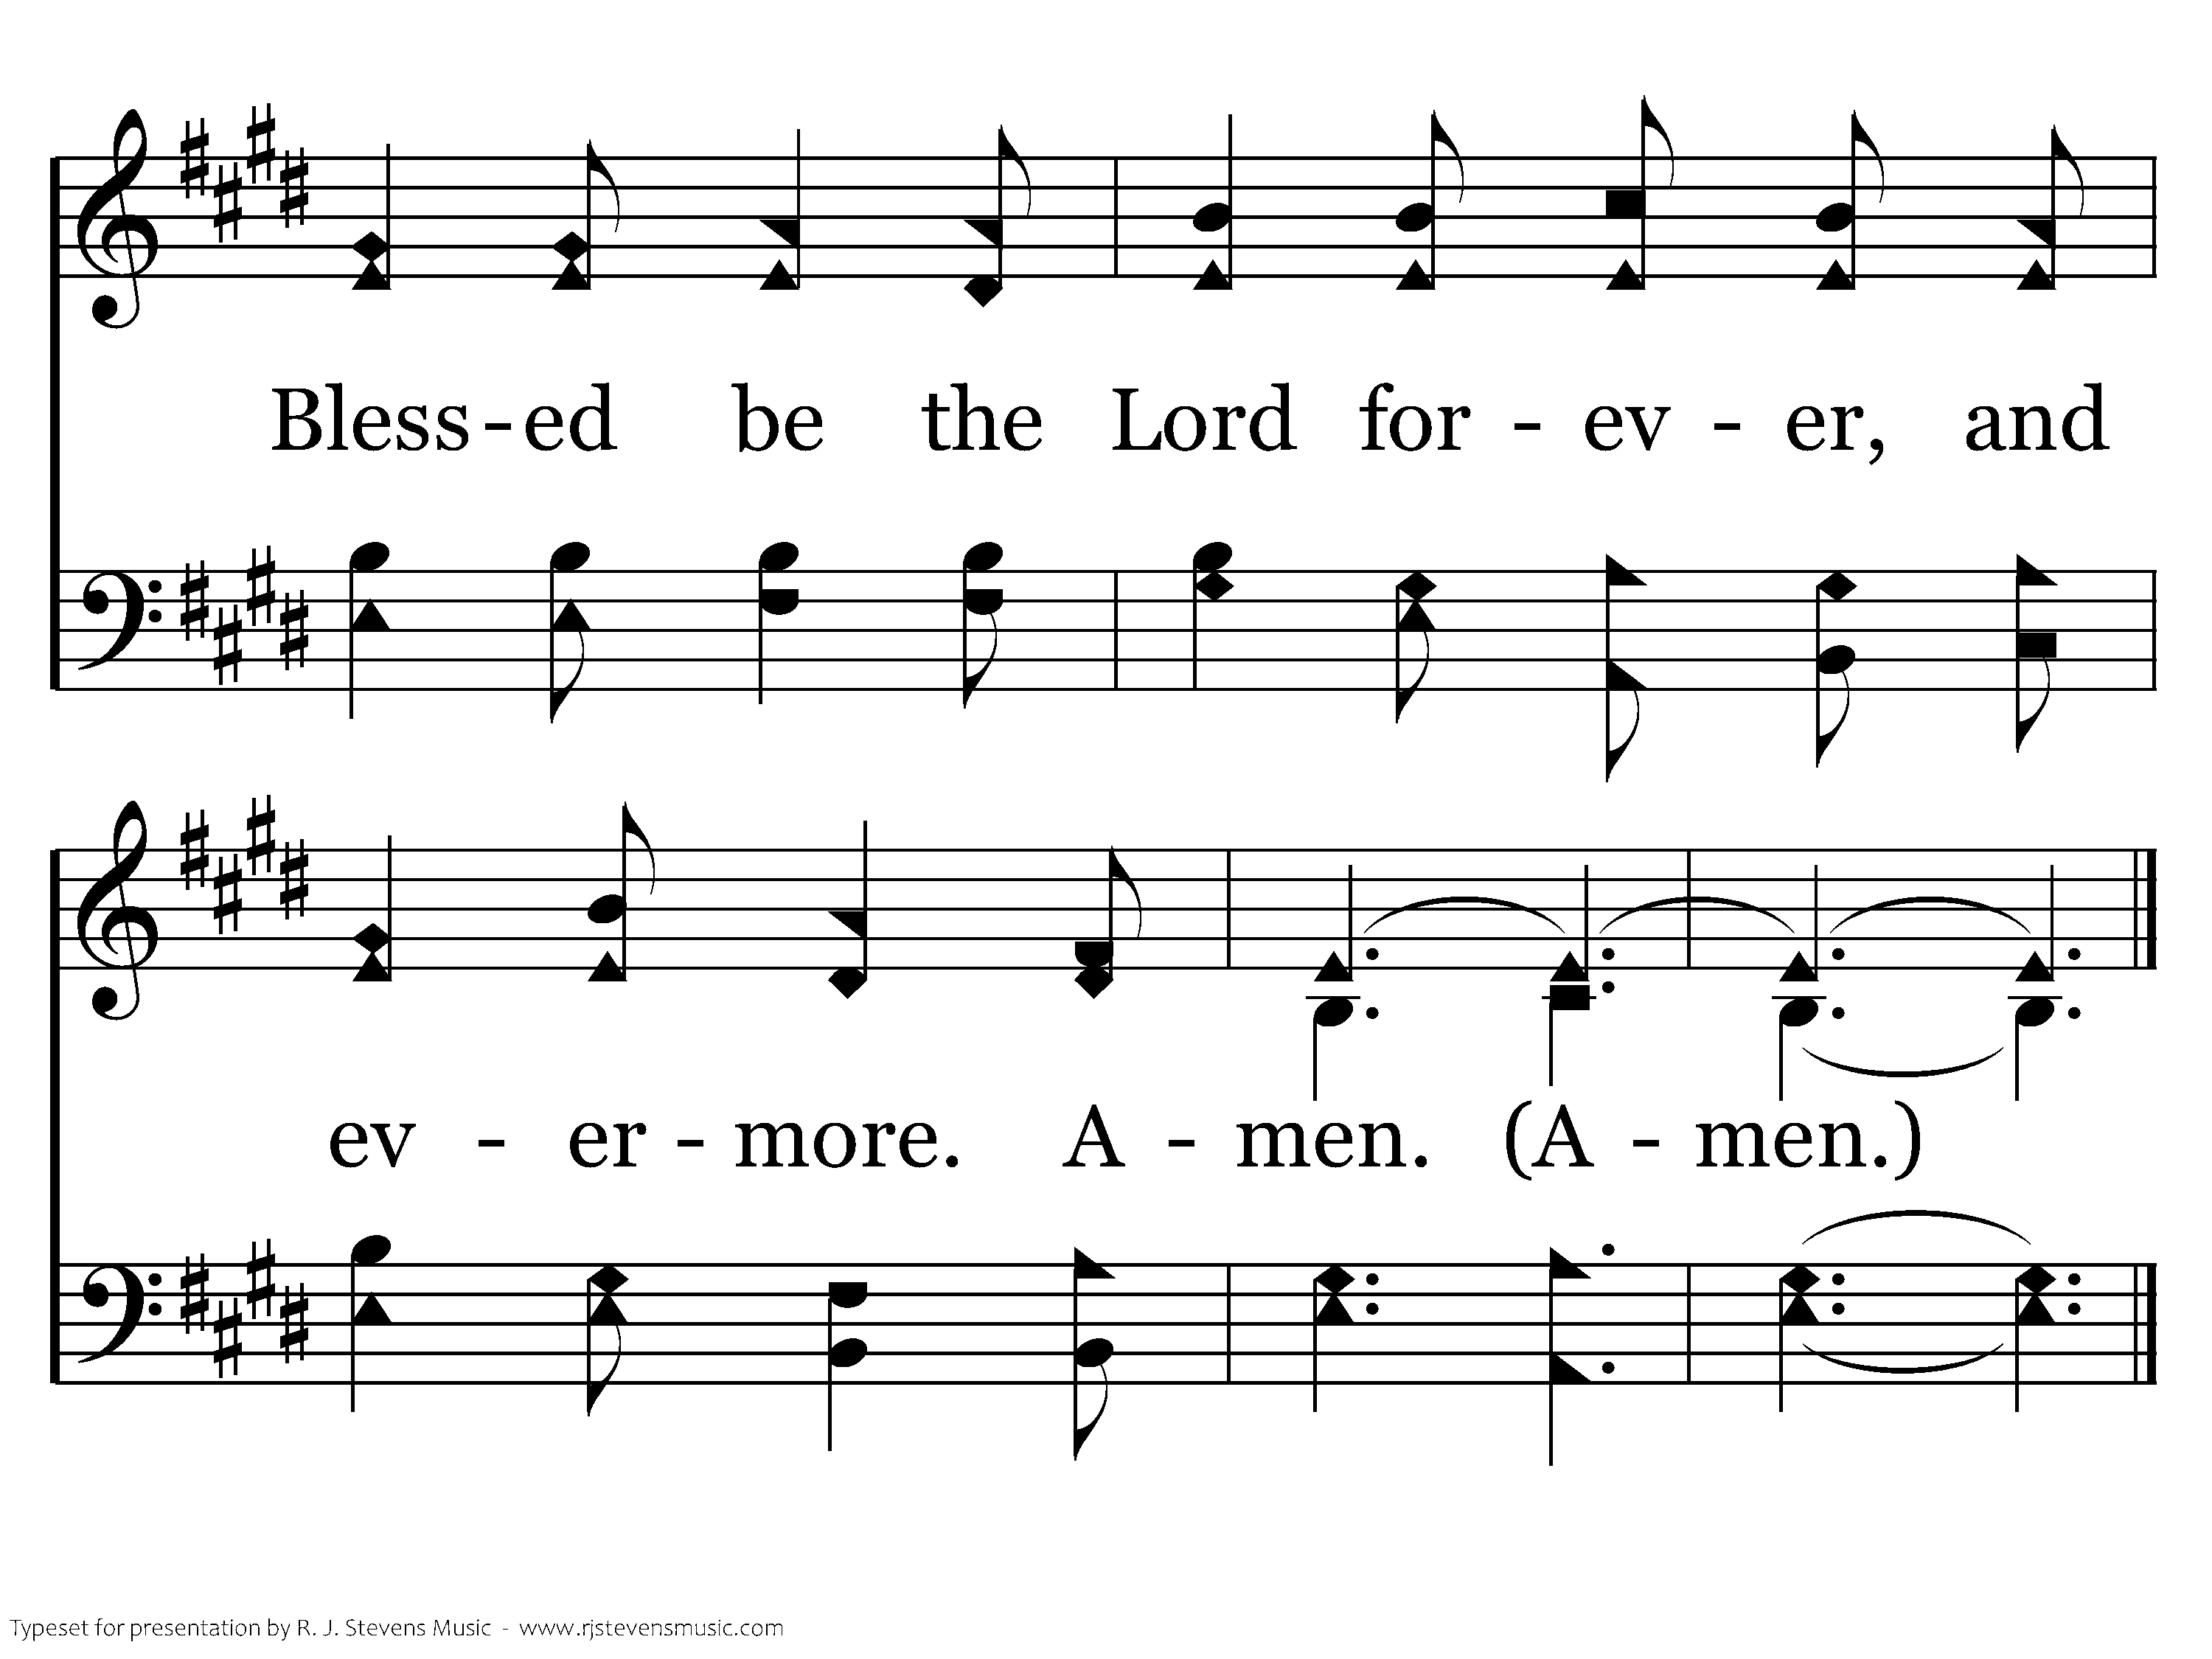 Bless - ed be the Lord for - ev - er, and
ev - er - more. A - men. (A - men.)
Typeset for presentation by R. J. Stevens Music - www.rjstevensmusic.com